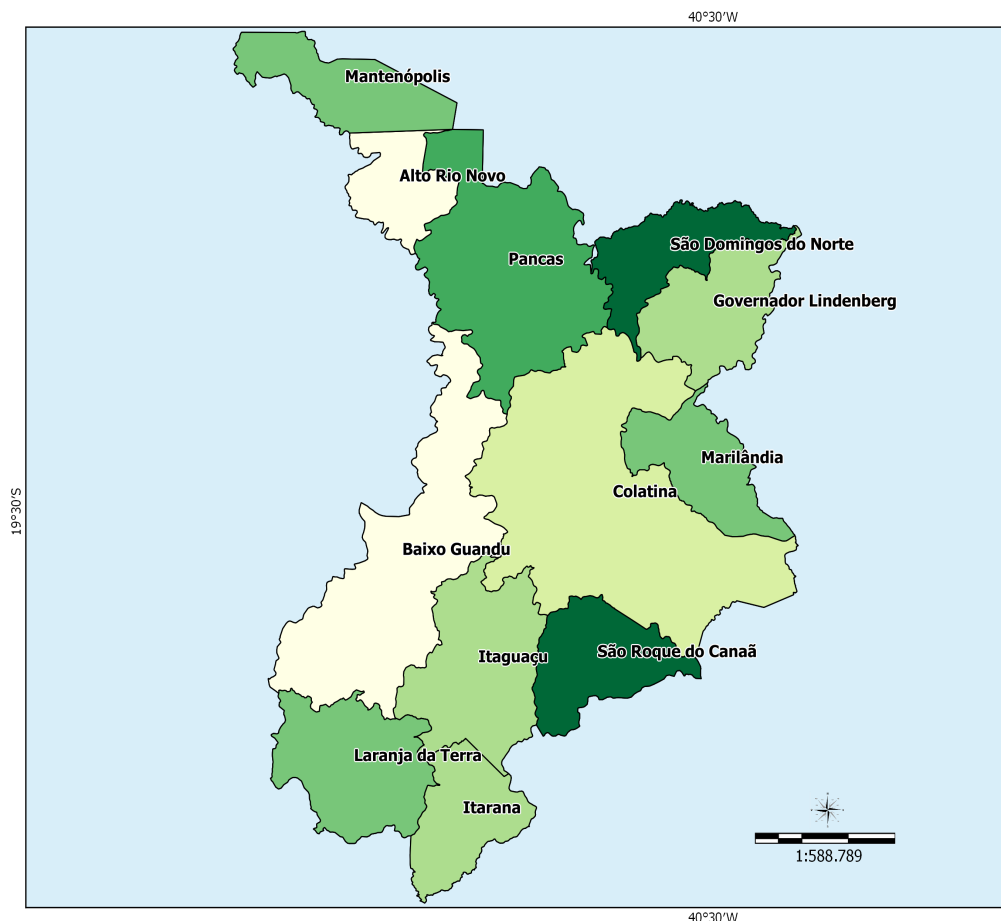 40°30'W
Mantenópolis
Alto Rio Novo
São Domingos do Norte
Pancas
Governador Lindenberg
Marilândia
Colatina
19°30'S
Baixo Guandu
São Roque do Canaã
Itaguaçu
Laranja da Terra
Itarana
1:588.789
40°30'W